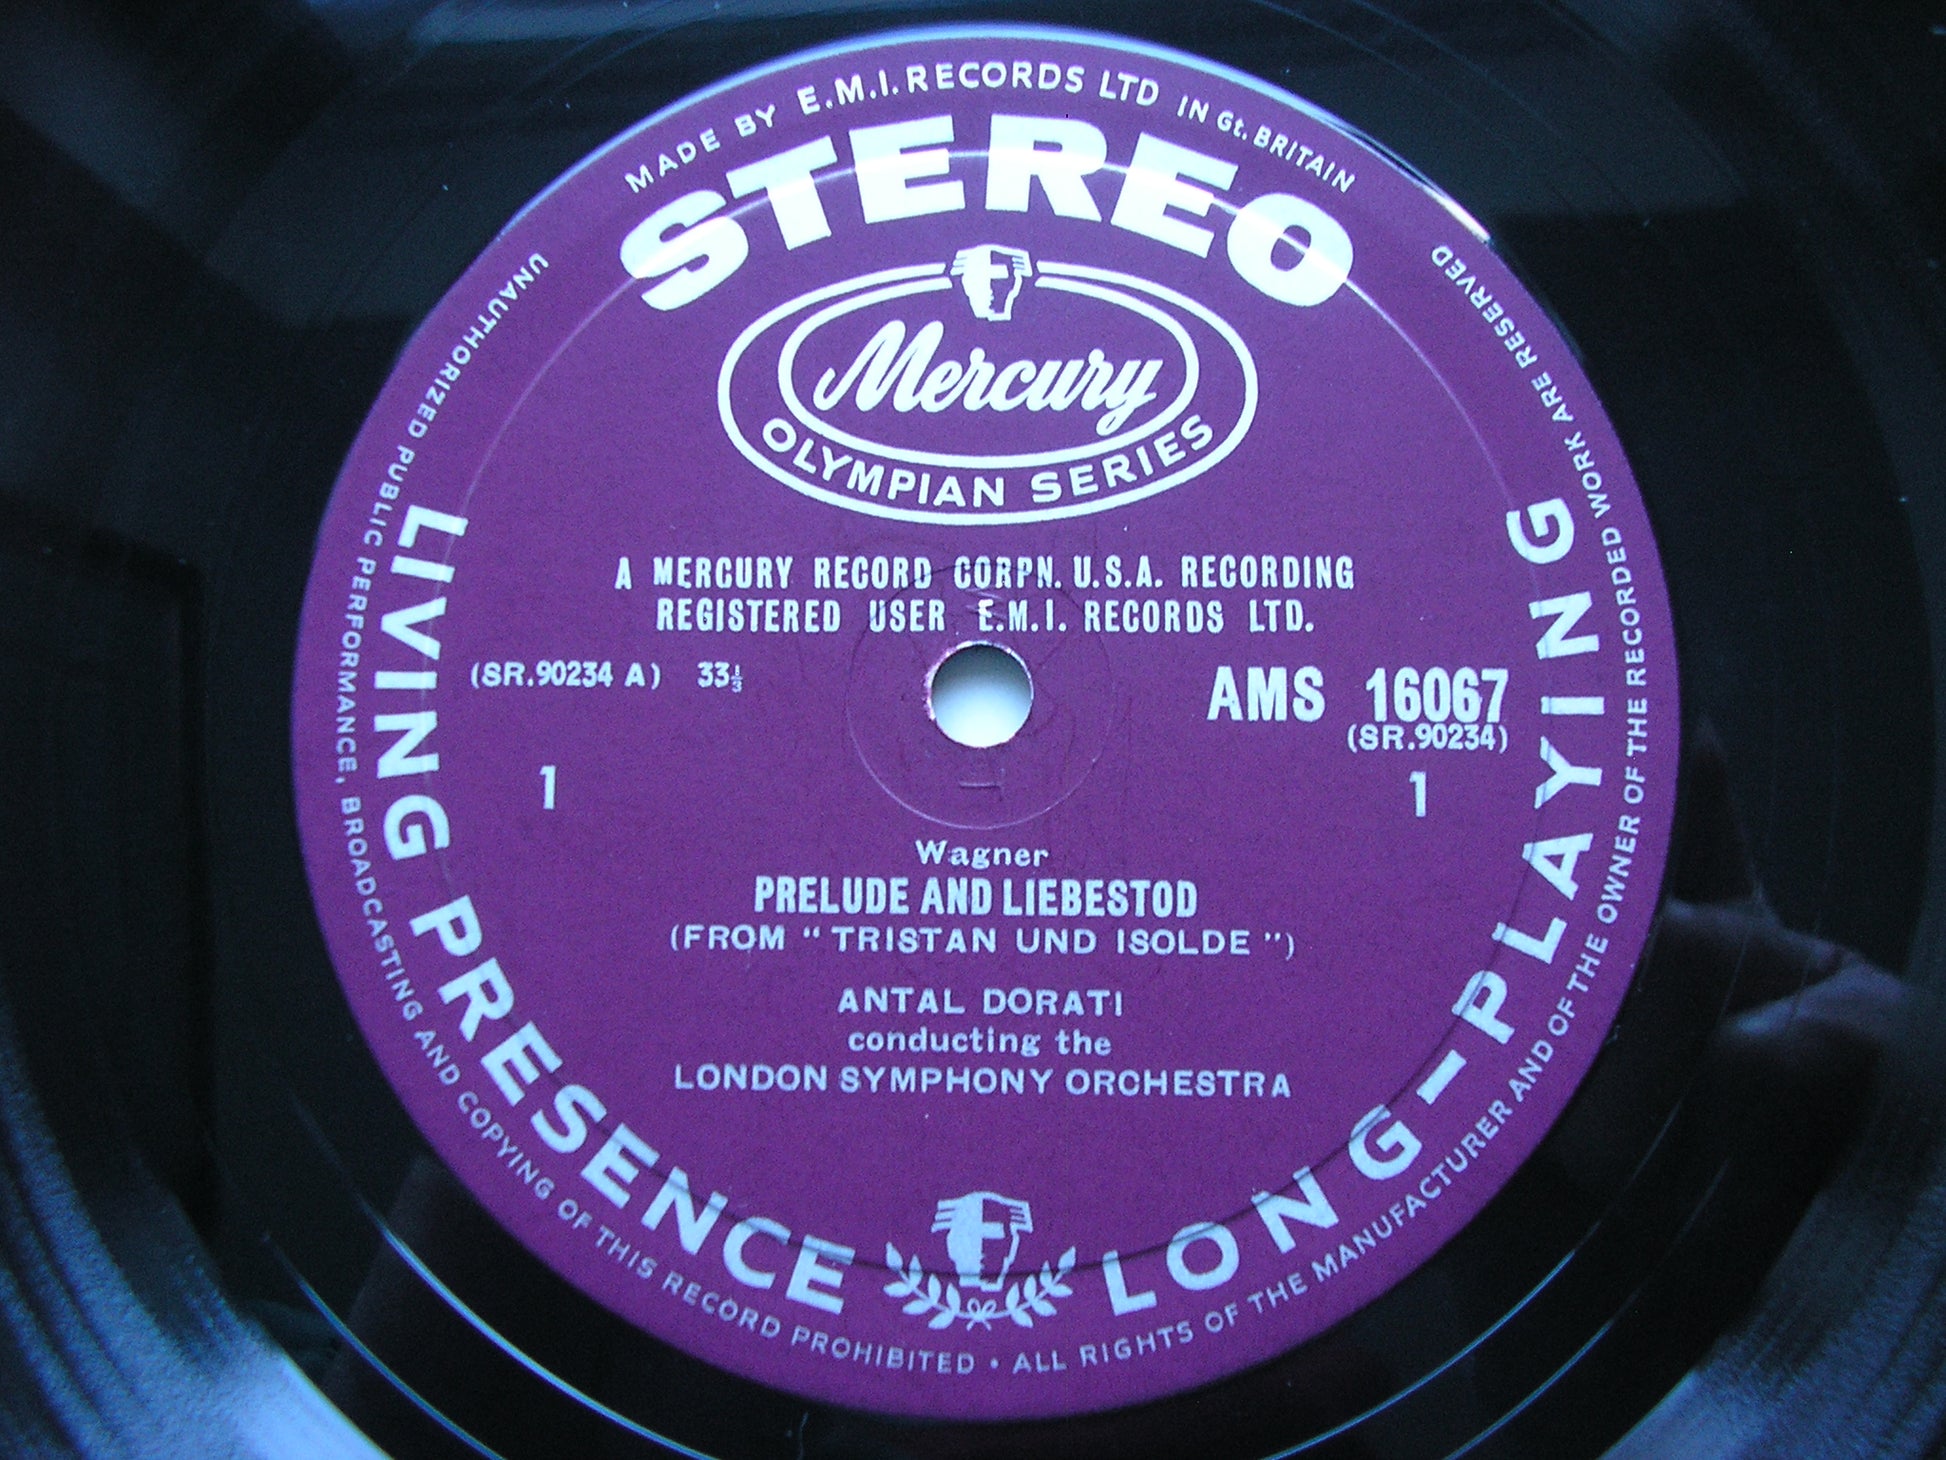 MADE BY E.M.I. RECORDS LTD IN Gt. BRITAIN
STEREO
Mercury
OLYMPIAN SERIES
A MERCURY RECORD CORPN. U.S.A. RECORDING
REGISTERED USER E.M.I. RECORDS LTD.
(SR.90234 A) 33⅓
AMS 16067
(SR.90234)
1
1
Wagner
PRELUDE AND LIEBESTOD
(FROM "TRISTAN UND ISOLDE")
ANTAL DORATI
conducting the
LONDON SYMPHONY ORCHESTRA
LIVING PRESENCE
LONG-PLAYING
UNAUTHORIZED PUBLIC PERFORMANCE, BROADCASTING AND COPYING OF THIS RECORD PROHIBITED • ALL RIGHTS OF THE MANUFACTURER AND OF THE OWNER OF THE RECORDED WORK ARE RESERVED